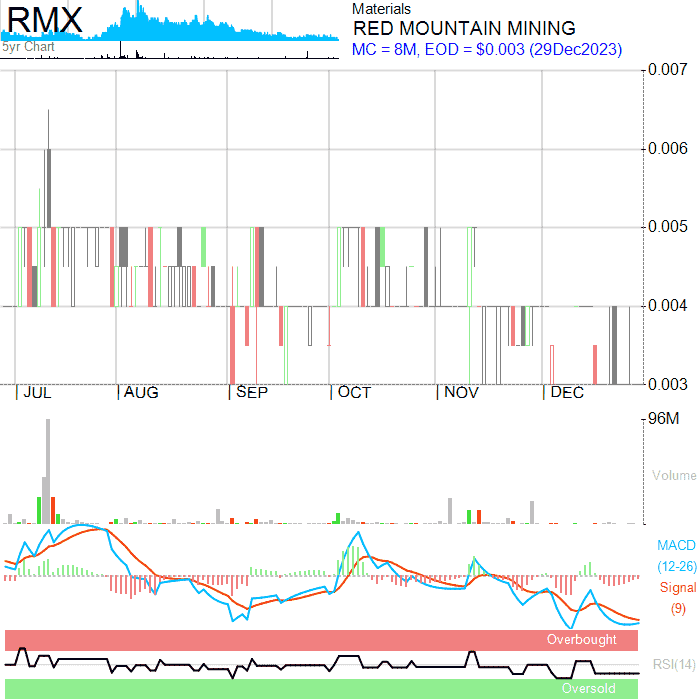 RMX
5yr Chart
Materials
RED MOUNTAIN MINING
MC = 8M, EOD = $0.003 (29Dec2023)
0.007
0.006
0.005
0.004
0.003
JUL AUG SEP OCT NOV DEC
96M
Volume
MACD
(12-26)
Signal
(9)
Overbought
RSI(14)
Oversold